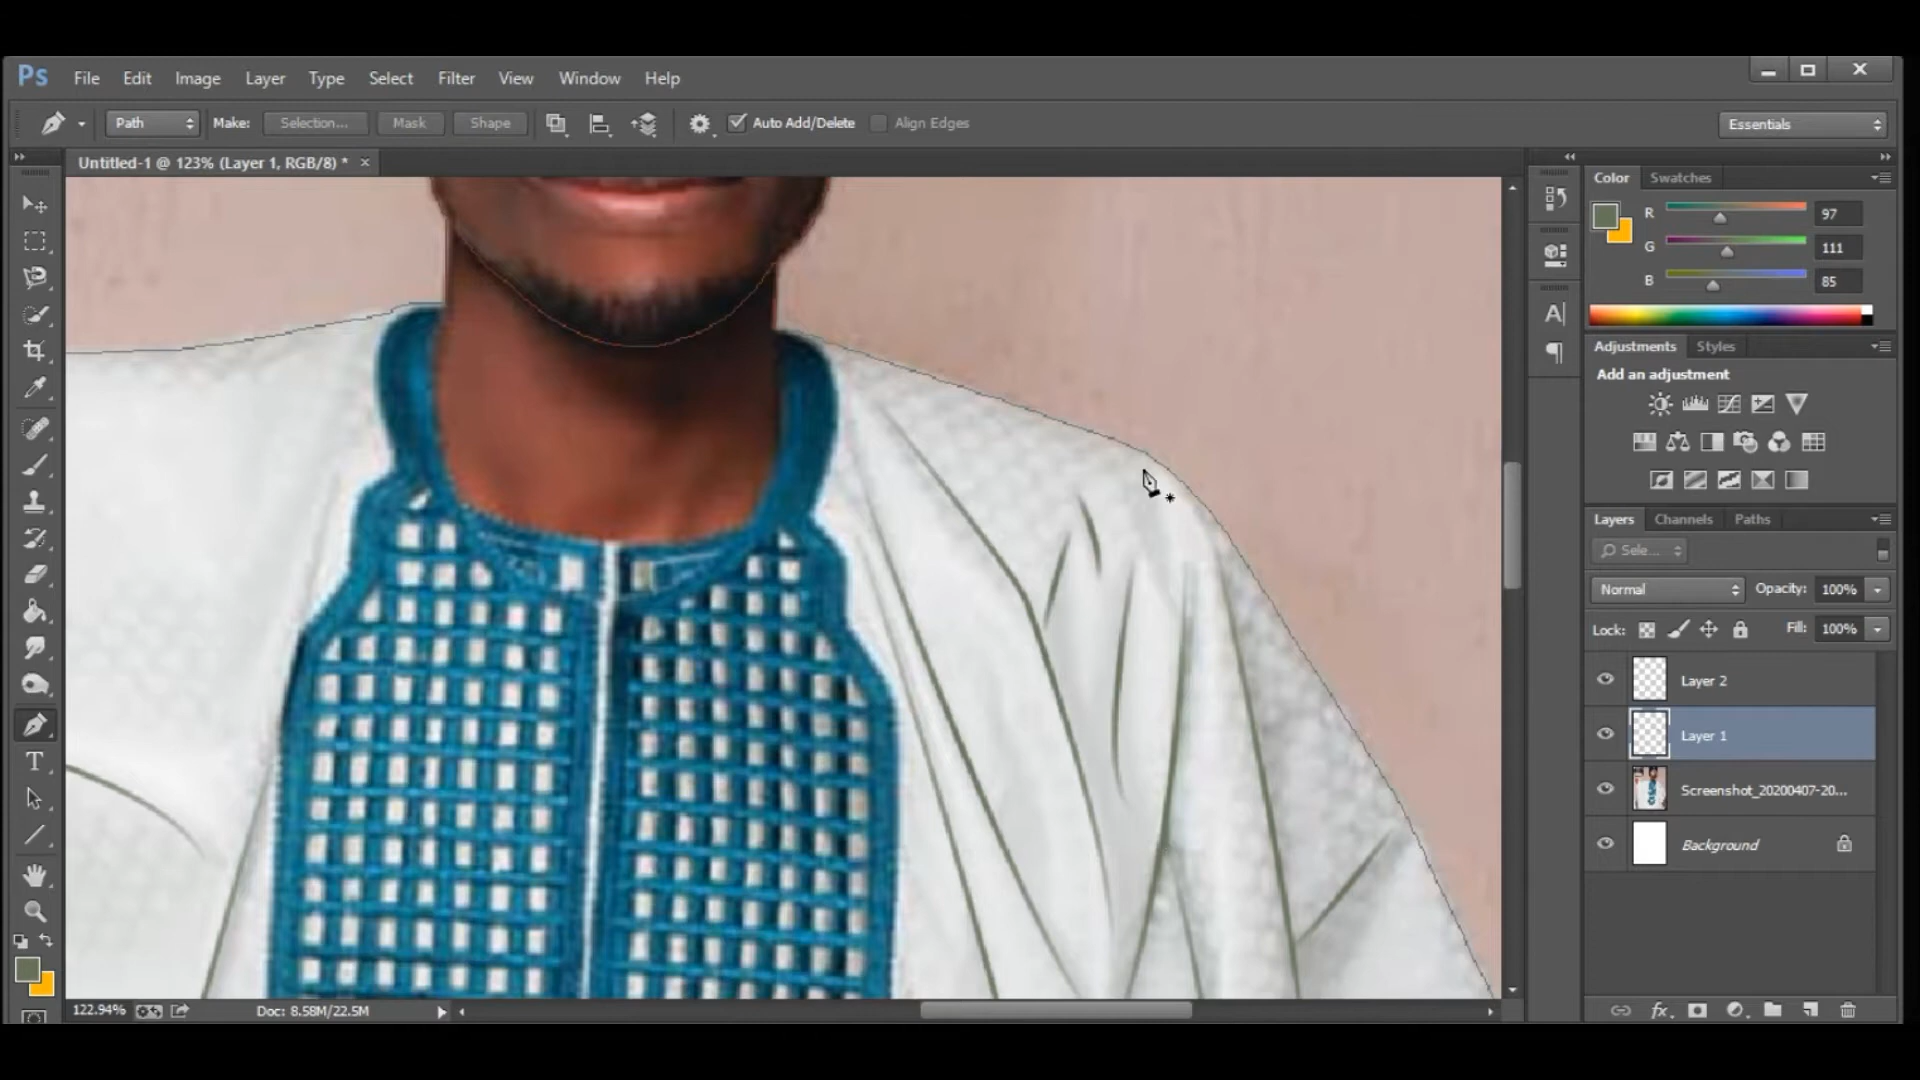 Ps File Edit Image Layer Type Select Filter View Window Help
Path Make: Selection... Mask Shape Auto Add/Delete Align Edges Essentials
Untitled-1 @ 123% (Layer 1, RGB/8) * ×
Color Swatches
R 97
G 111
B 85
Adjustments Styles
Add an adjustment
Layers Channels Paths
Sele...
Normal Opacity: 100%
Lock: Fill: 100%
Layer 2
Layer 1
Screenshot_20200407-20...
Background
122.94% Doc: 8.58M/22.5M